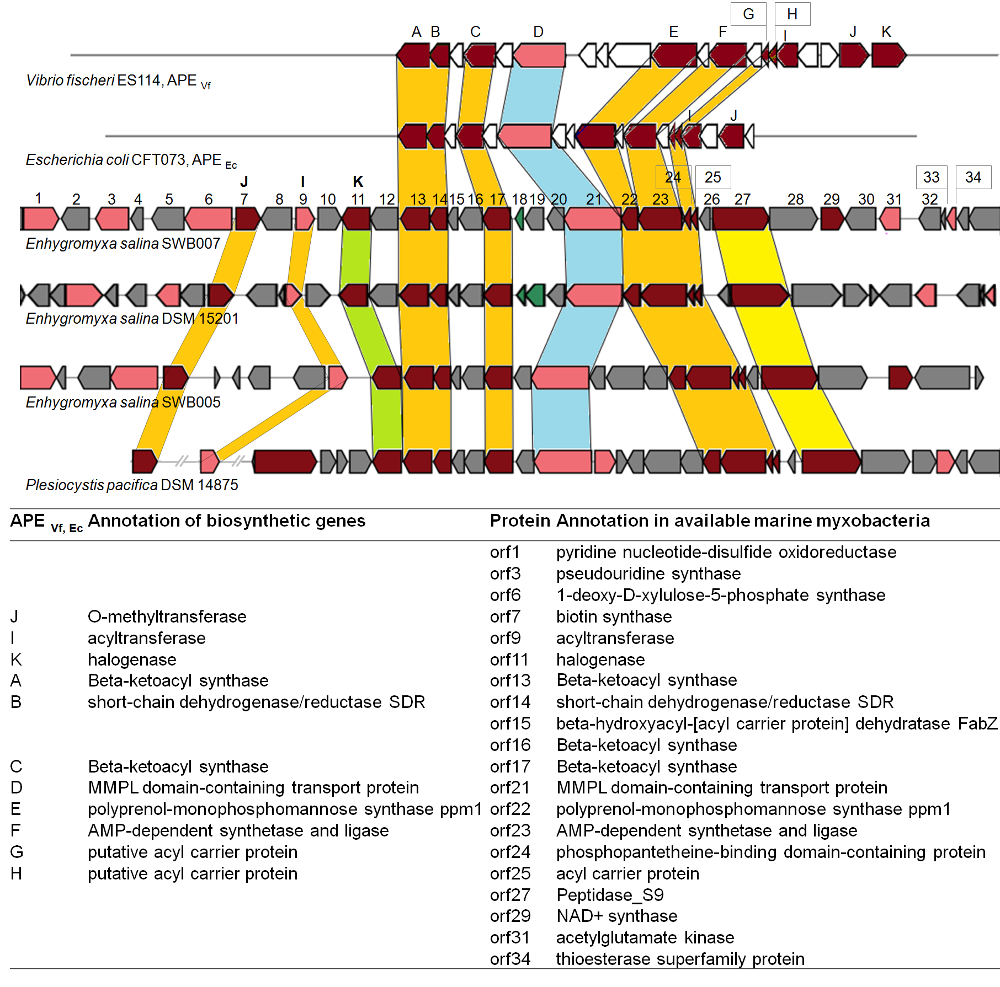 G H
A B C D E F I J K
Vibrio fischeri ES114, APE Vf
I J
Escherichia coli CFT073, APE Ec
J I K 24 25 33 34
1 2 3 4 5 6 7 8 9 10 11 12 13 14 15 16 17 18 19 20 21 22 23 26 27 28 29 30 31 32
Enhygromyxa salina SWB007
Enhygromyxa salina DSM 15201
Enhygromyxa salina SWB005
Plesiocystis pacifica DSM 14875
APE Vf, Ec Annotation of biosynthetic genes Protein Annotation in available marine myxobacteria
orf1 pyridine nucleotide-disulfide oxidoreductase
orf3 pseudouridine synthase
orf6 1-deoxy-D-xylulose-5-phosphate synthase
J O-methyltransferase orf7 biotin synthase
I acyltransferase orf9 acyltransferase
K halogenase orf11 halogenase
A Beta-ketoacyl synthase orf13 Beta-ketoacyl synthase
B short-chain dehydrogenase/reductase SDR orf14 short-chain dehydrogenase/reductase SDR
orf15 beta-hydroxyacyl-[acyl carrier protein] dehydratase FabZ
orf16 Beta-ketoacyl synthase
C Beta-ketoacyl synthase orf17 Beta-ketoacyl synthase
D MMPL domain-containing transport protein orf21 MMPL domain-containing transport protein
E polyprenol-monophosphomannose synthase ppm1 orf22 polyprenol-monophosphomannose synthase ppm1
F AMP-dependent synthetase and ligase orf23 AMP-dependent synthetase and ligase
G putative acyl carrier protein orf24 phosphopantetheine-binding domain-containing protein
H putative acyl carrier protein orf25 acyl carrier protein
orf27 Peptidase_S9
orf29 NAD+ synthase
orf31 acetylglutamate kinase
orf34 thioesterase superfamily protein